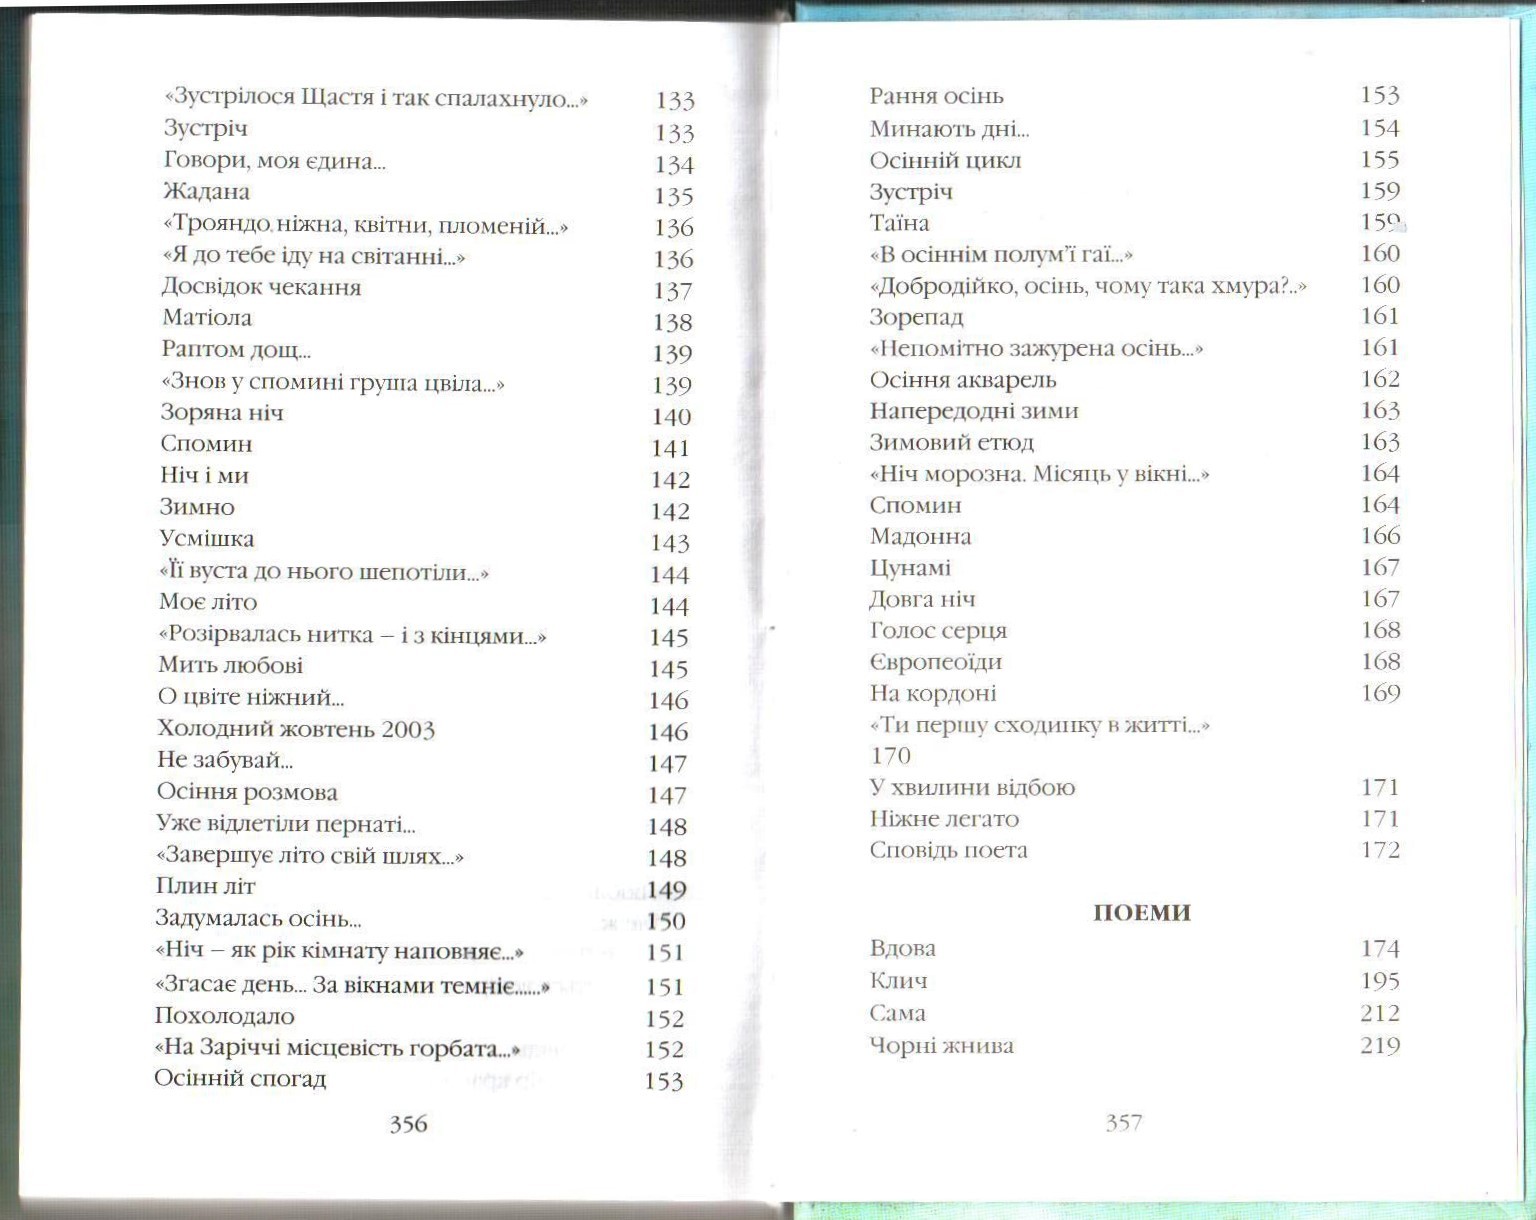 «Зустрілося Щастя і так спалахнуло...» 133
Зустріч 133
Говори, моя єдина... 134
Жадана 135
«Трояндо ніжна, квітни, пломеній...» 136
«Я до тебе іду на світанні...» 136
Досвідок чекання 137
Матіола 138
Раптом дощ... 139
«Знов у спомині груша цвіла...» 139
Зоряна ніч 140
Спомин 141
Ніч і ми 142
Зимно 142
Усмішка 143
«Її вуста до нього шепотіли...» 144
Моє літо 144
«Розірвалась нитка – і з кінцями...» 145
Мить любові 145
О цвіте ніжний... 146
Холодний жовтень 2003 146
Не забувай... 147
Осіння розмова 147
Уже відлетіли пернаті... 148
«Завершує літо свій шлях...» 148
Плин літ 149
Задумалась осінь... 150
«Ніч – як рік кімнату наповняє...» 151
«Згасає день... За вікнами темніє......» 151
Похолодало 152
«На Заріччі місцевість горбата...» 152
Осінній спогад 153
356
Рання осінь 153
Минають дні... 154
Осінній цикл 155
Зустріч 159
Таїна 159
«В осіннім полум’ї гаї...» 160
«Добродійко, осінь, чому така хмура?..» 160
Зорепад 161
«Непомітно зажурена осінь...» 161
Осіння акварель 162
Напередодні зими 163
Зимовий етюд 163
«Ніч морозна. Місяць у вікні...» 164
Спомин 164
Мадонна 166
Цунамі 167
Довга ніч 167
Голос серця 168
Європеоїди 168
На кордоні 169
«Ти першу сходинку в житті...»
170
У хвилини відбою 171
Ніжне легато 171
Сповідь поета 172
ПОЕМИ
Вдова 174
Клич 195
Сама 212
Чорні жнива 219
357